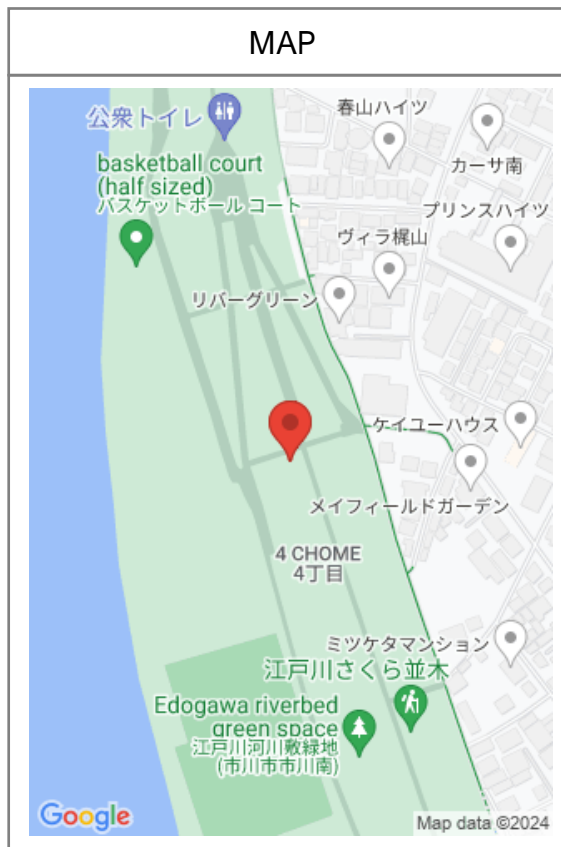 MAP
公衆トイレ
春山ハイツ
カーサ南
basketball court
(half sized)
バスケットボール コート
プリンスハイツ
ヴィラ梶山
リバーグリーン
ケイユーハウス
メイフィールドガーデン
4 CHOME
4丁目
ミツケタマンション
江戸川さくら並木
Edogawa riverbed
green space
江戸川河川敷緑地
(市川市市川南)
Google
Map data ©2024